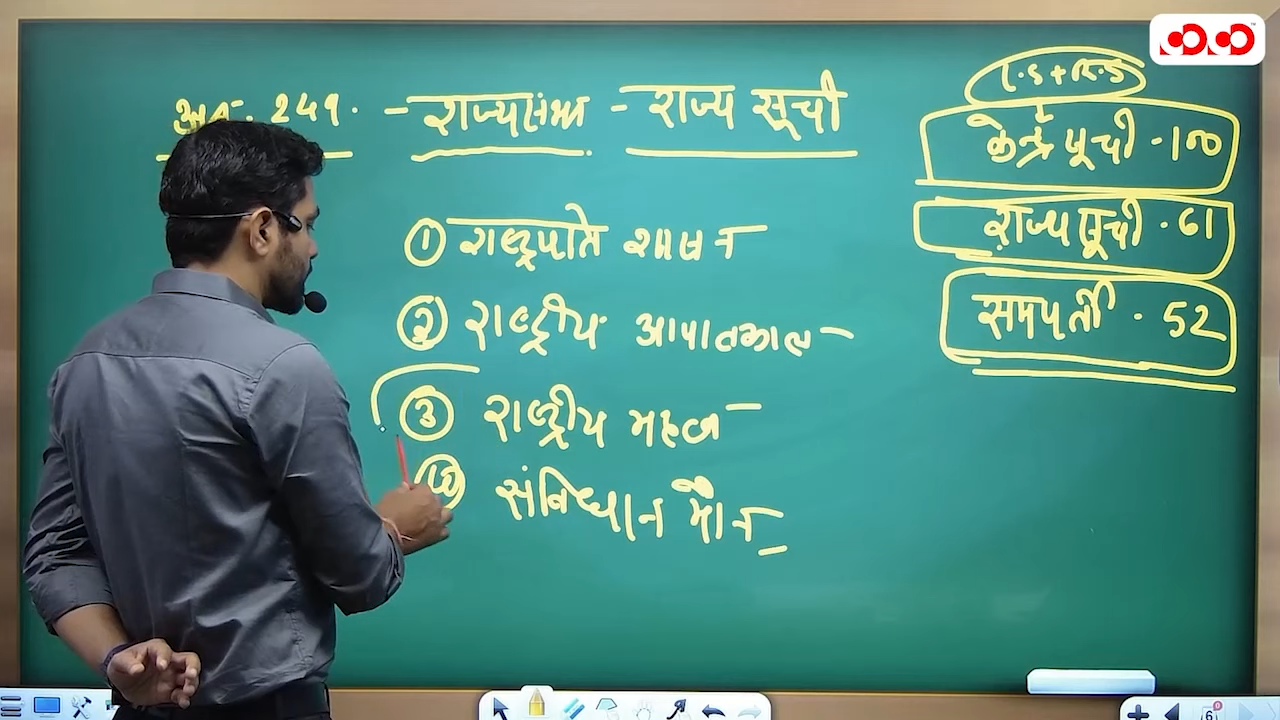 अनु. 249. - राज्यसभा - राज्य सूची
① राष्ट्रपति शासन
② राष्ट्रीय आपातकाल
③ राष्ट्रीय महत्व
④ संविधान मौन
केन्द्र सूची - 100
राज्य सूची - 61
समवर्ती - 52